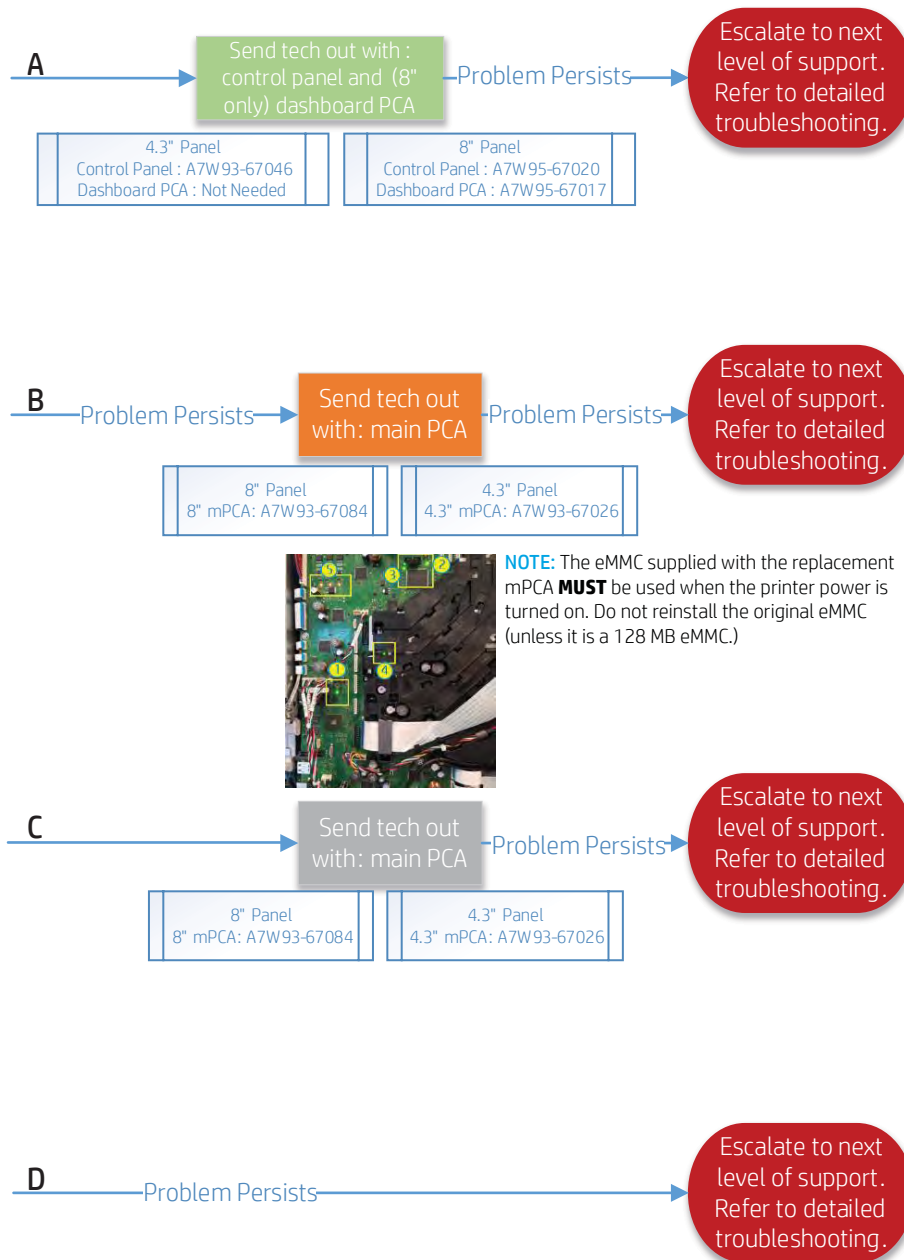 A
Send tech out with :
control panel and (8"
only) dashboard PCA
Problem Persists
Escalate to next
level of support.
Refer to detailed
troubleshooting.
4.3" Panel
Control Panel : A7W93-67046
Dashboard PCA : Not Needed
8" Panel
Control Panel : A7W95-67020
Dashboard PCA : A7W95-67017
B
Problem Persists
Send tech out
with: main PCA
Problem Persists
Escalate to next
level of support.
Refer to detailed
troubleshooting.
8" Panel
8" mPCA: A7W93-67084
4.3" Panel
4.3" mPCA: A7W93-67026
5
3
2
1
4
NOTE: The eMMC supplied with the replacement
mPCA MUST be used when the printer power is
turned on. Do not reinstall the original eMMC
(unless it is a 128 MB eMMC.)
C
Send tech out
with: main PCA
Problem Persists
Escalate to next
level of support.
Refer to detailed
troubleshooting.
8" Panel
8" mPCA: A7W93-67084
4.3" Panel
4.3" mPCA: A7W93-67026
D
Problem Persists
Escalate to next
level of support.
Refer to detailed
troubleshooting.